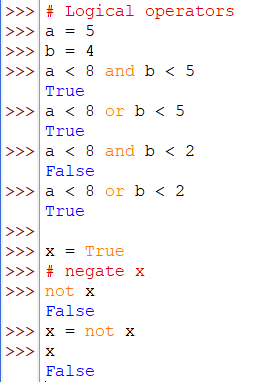 >>> # Logical operators
>>> a = 5
>>> b = 4
>>> a < 8 and b < 5
True
>>> a < 8 or b < 5
True
>>> a < 8 and b < 2
False
>>> a < 8 or b < 2
True
>>>
>>> x = True
>>> # negate x
>>> not x
False
>>> x = not x
>>> x
False